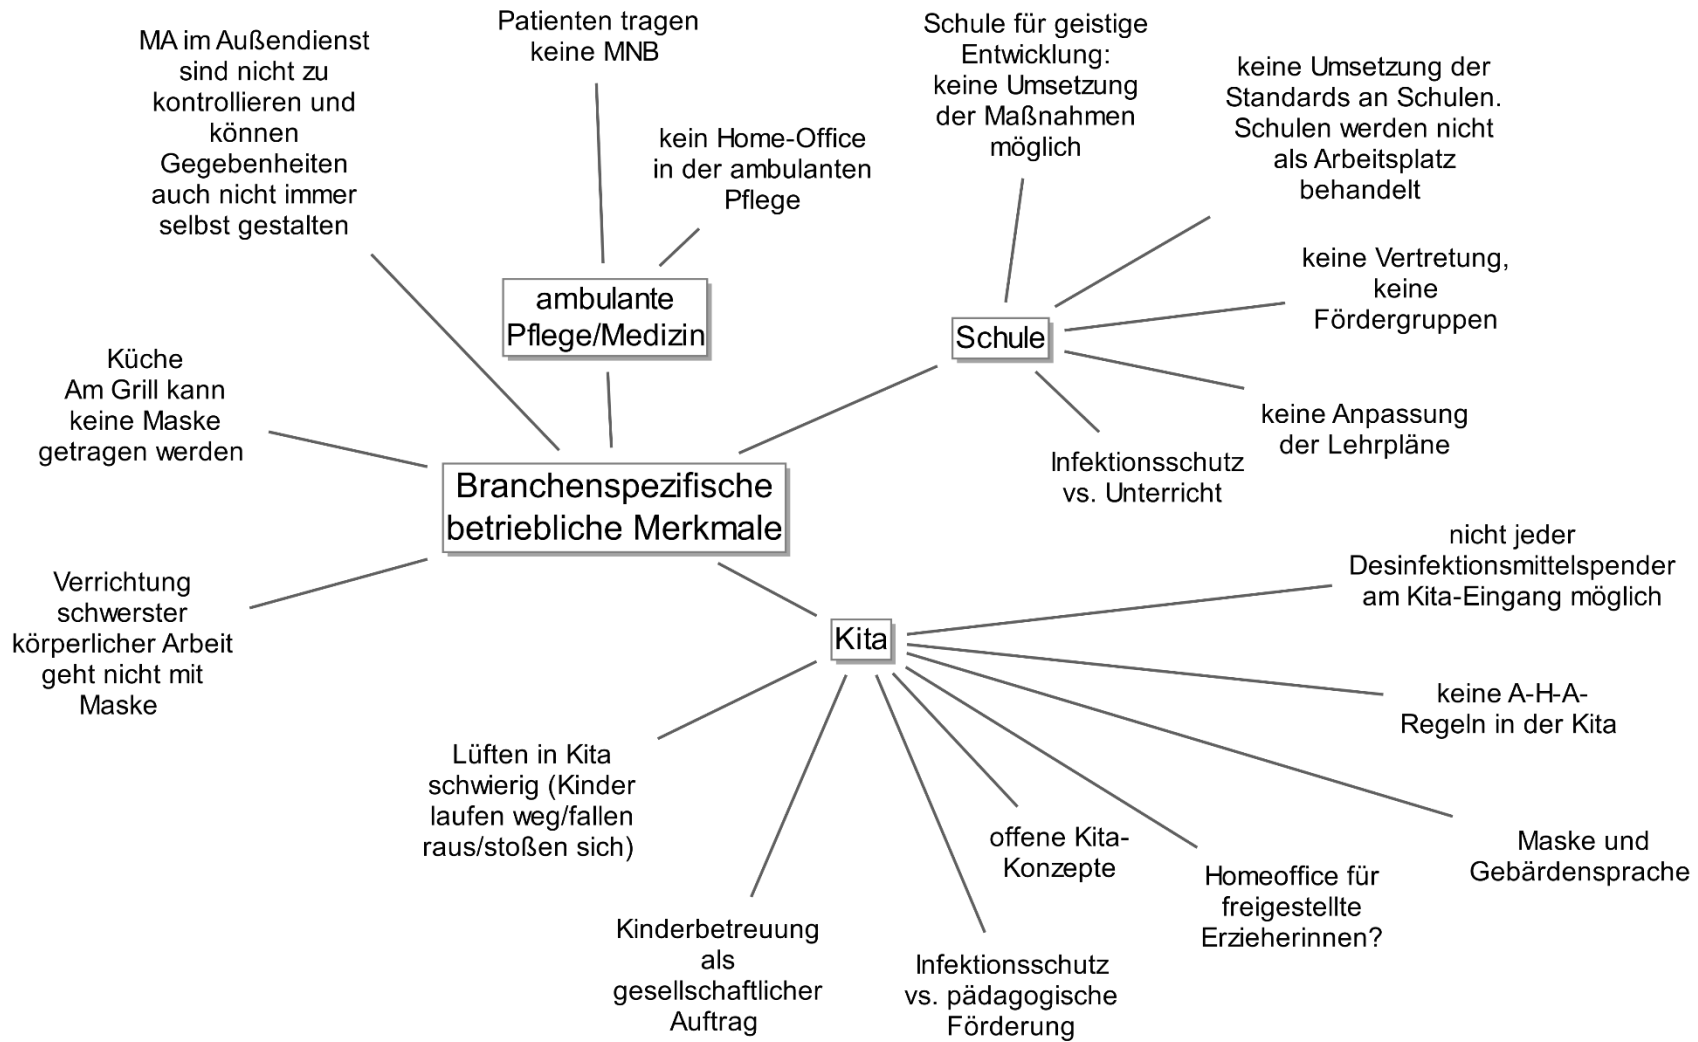 MA im Außendienst
sind nicht zu
kontrollieren und
können
Gegebenheiten
auch nicht immer
selbst gestalten
Patienten tragen
keine MNB
kein Home-Office
in der ambulanten
Pflege
ambulante
Pflege/Medizin
Schule für geistige
Entwicklung:
keine Umsetzung
der Maßnahmen
möglich
keine Umsetzung der
Standards an Schulen.
Schulen werden nicht
als Arbeitsplatz
behandelt
keine Vertretung,
keine
Fördergruppen
Schule
keine Anpassung
der Lehrpläne
Infektionsschutz
vs. Unterricht
Küche
Am Grill kann
keine Maske
getragen werden
Branchenspezifische
betriebliche Merkmale
Verrichtung
schwerster
körperlicher Arbeit
geht nicht mit
Maske
Kita
nicht jeder
Desinfektionsmittelspender
am Kita-Eingang möglich
keine A-H-A-
Regeln in der Kita
Maske und
Gebärdensprache
Homeoffice für
freigestellte
Erzieherinnen?
offene Kita-
Konzepte
Infektionsschutz
vs. pädagogische
Förderung
Kinderbetreuung
als
gesellschaftlicher
Auftrag
Lüften in Kita
schwierig (Kinder
laufen weg/fallen
raus/stoßen sich)